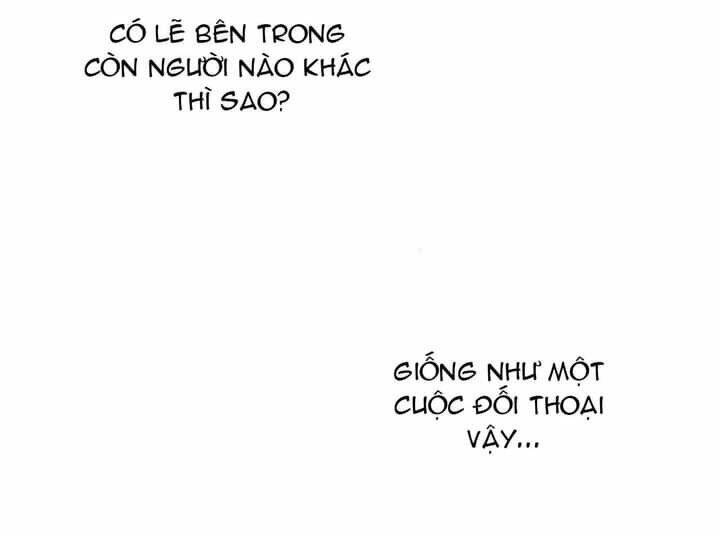 CÓ LẼ BÊN TRONG
CÒN NGƯỜI NÀO KHÁC
THÌ SAO?
GIỐNG NHƯ MỘT
CUỘC ĐỐI THOẠI
VẬY...